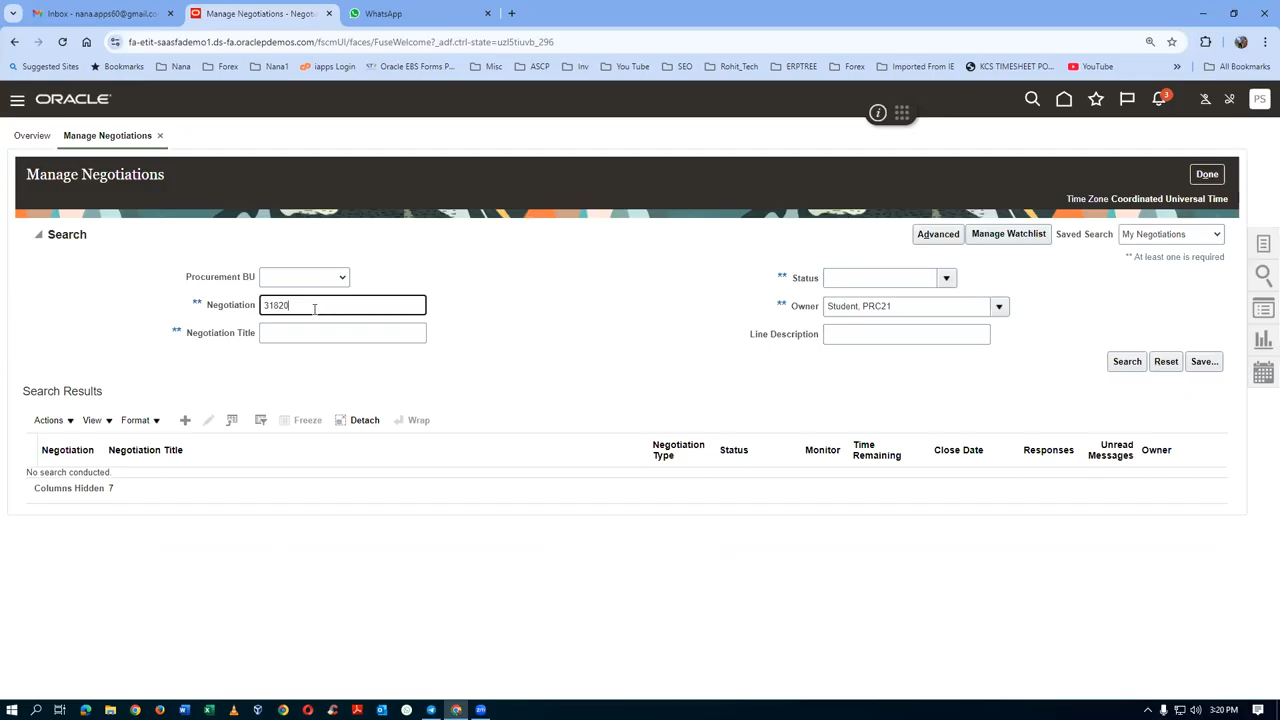 Inbox - nana.apps60@gmail.co
Manage Negotiations - Negoti
WhatsApp
fa-etit-saasfademo1.ds-fa.oraclepdemos.com/fscmUI/faces/FuseWelcome?_adf.ctrl-state=uzl5tiuvb_296
Suggested Sites
Bookmarks
Nana
Forex
Nana1
iapps Login
Oracle EBS Forms P...
Misc
ASCP
Inv
You Tube
SEO
Rohit_Tech
ERPTREE
Forex
Imported From IE
KCS TIMESHEET PO...
YouTube
All Bookmarks
ORACLE
3
PS
Overview
Manage Negotiations
Manage Negotiations
Done
Time Zone Coordinated Universal Time
Search
Advanced
Manage Watchlist
Saved Search
My Negotiations
** At least one is required
Procurement BU
** Status
** Negotiation 31820
** Owner Student, PRC21
** Negotiation Title
Line Description
Search
Reset
Save...
Search Results
Actions
View
Format
Freeze
Detach
Wrap
Negotiation
Negotiation Title
Negotiation Type
Status
Monitor
Time Remaining
Close Date
Responses
Unread Messages
Owner
No search conducted.
Columns Hidden 7
3:20 PM